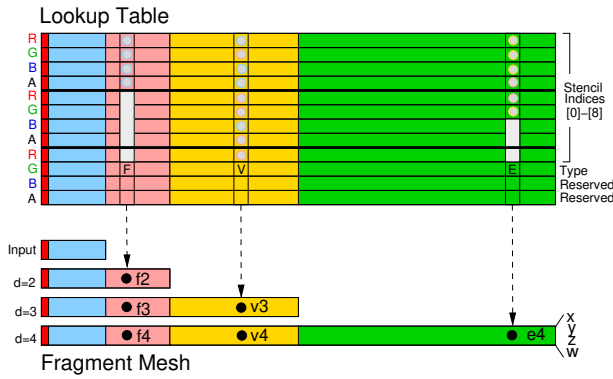 Lookup Table
R
G
B
A
R
G
B
A
R
G F V E Type
B Reserved
A Reserved
Stencil
Indices
[0]–[8]
Input
d=2 f2
d=3 f3 v3
d=4 f4 v4 e4
x
y
z
w
Fragment Mesh